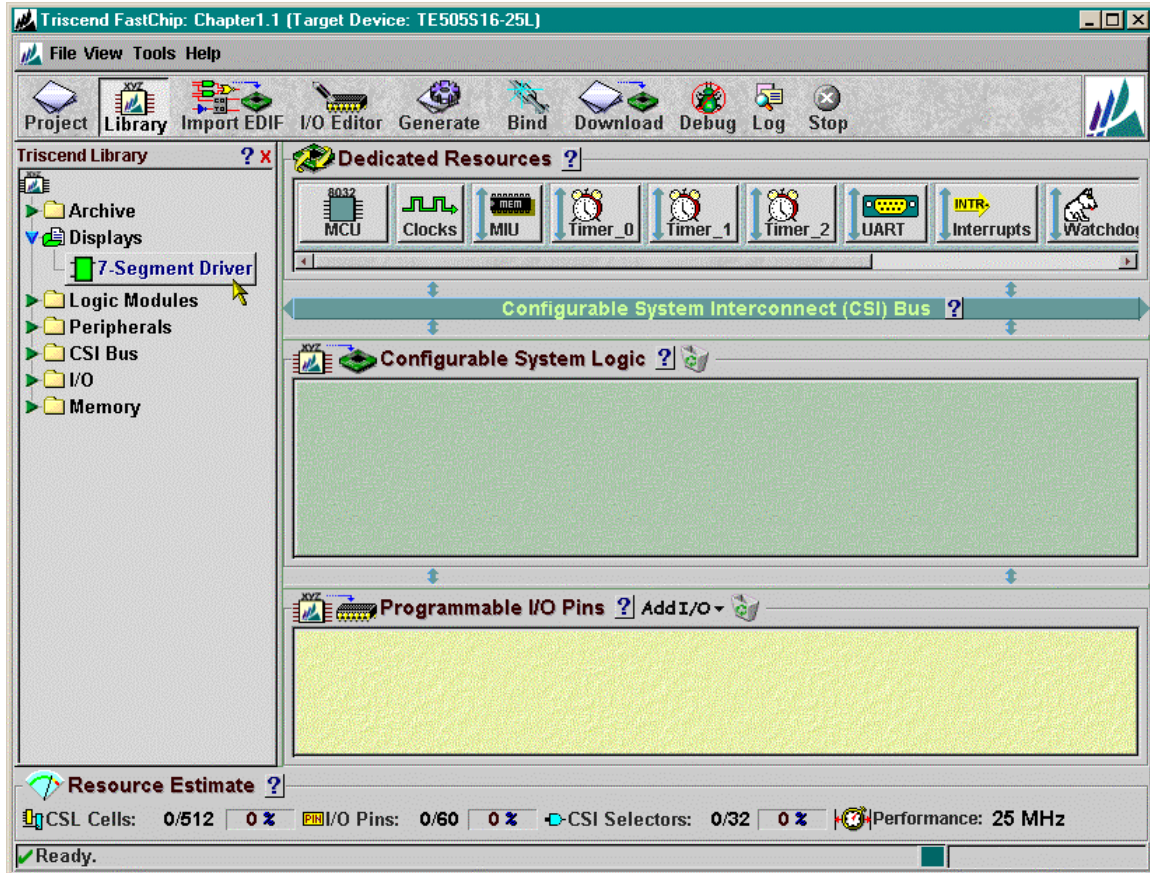 Triscend FastChip: Chapter1.1 (Target Device: TE505S16-25L)
File View Tools Help
XYZ
Project Library Import EDIF I/O Editor Generate Bind Download Debug Log Stop
Triscend Library ? X
Dedicated Resources ?
Archive
Displays
7-Segment Driver
Logic Modules
Peripherals
CSI Bus
I/O
Memory
8032 mem INTR
MCU Clocks MIU Timer_0 Timer_1 Timer_2 UART Interrupts Watchdog
Configurable System Interconnect (CSI) Bus ?
XYZ
Configurable System Logic ?
XYZ
Programmable I/O Pins ? Add I/O
Resource Estimate ?
CSL Cells: 0/512 0 % PIN I/O Pins: 0/60 0 % CSI Selectors: 0/32 0 % Performance: 25 MHz
Ready.